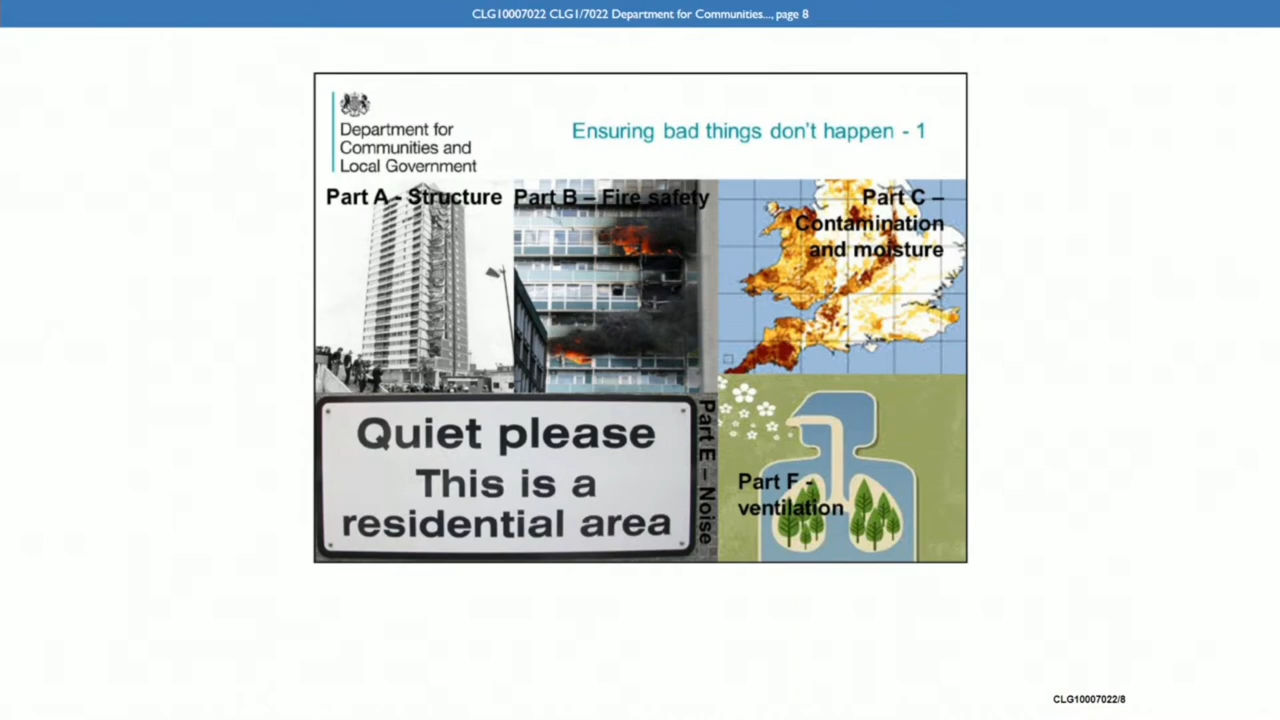 CLG10007022 CLG1/7022 Department for Communities..., page 8
Department for
Communities and
Local Government
Ensuring bad things don't happen - 1
Part A - Structure
Part B – Fire safety
Part C –
Contamination
and moisture
Quiet please
This is a
residential area
Part E – Noise
Part F -
ventilation
CLG10007022/8